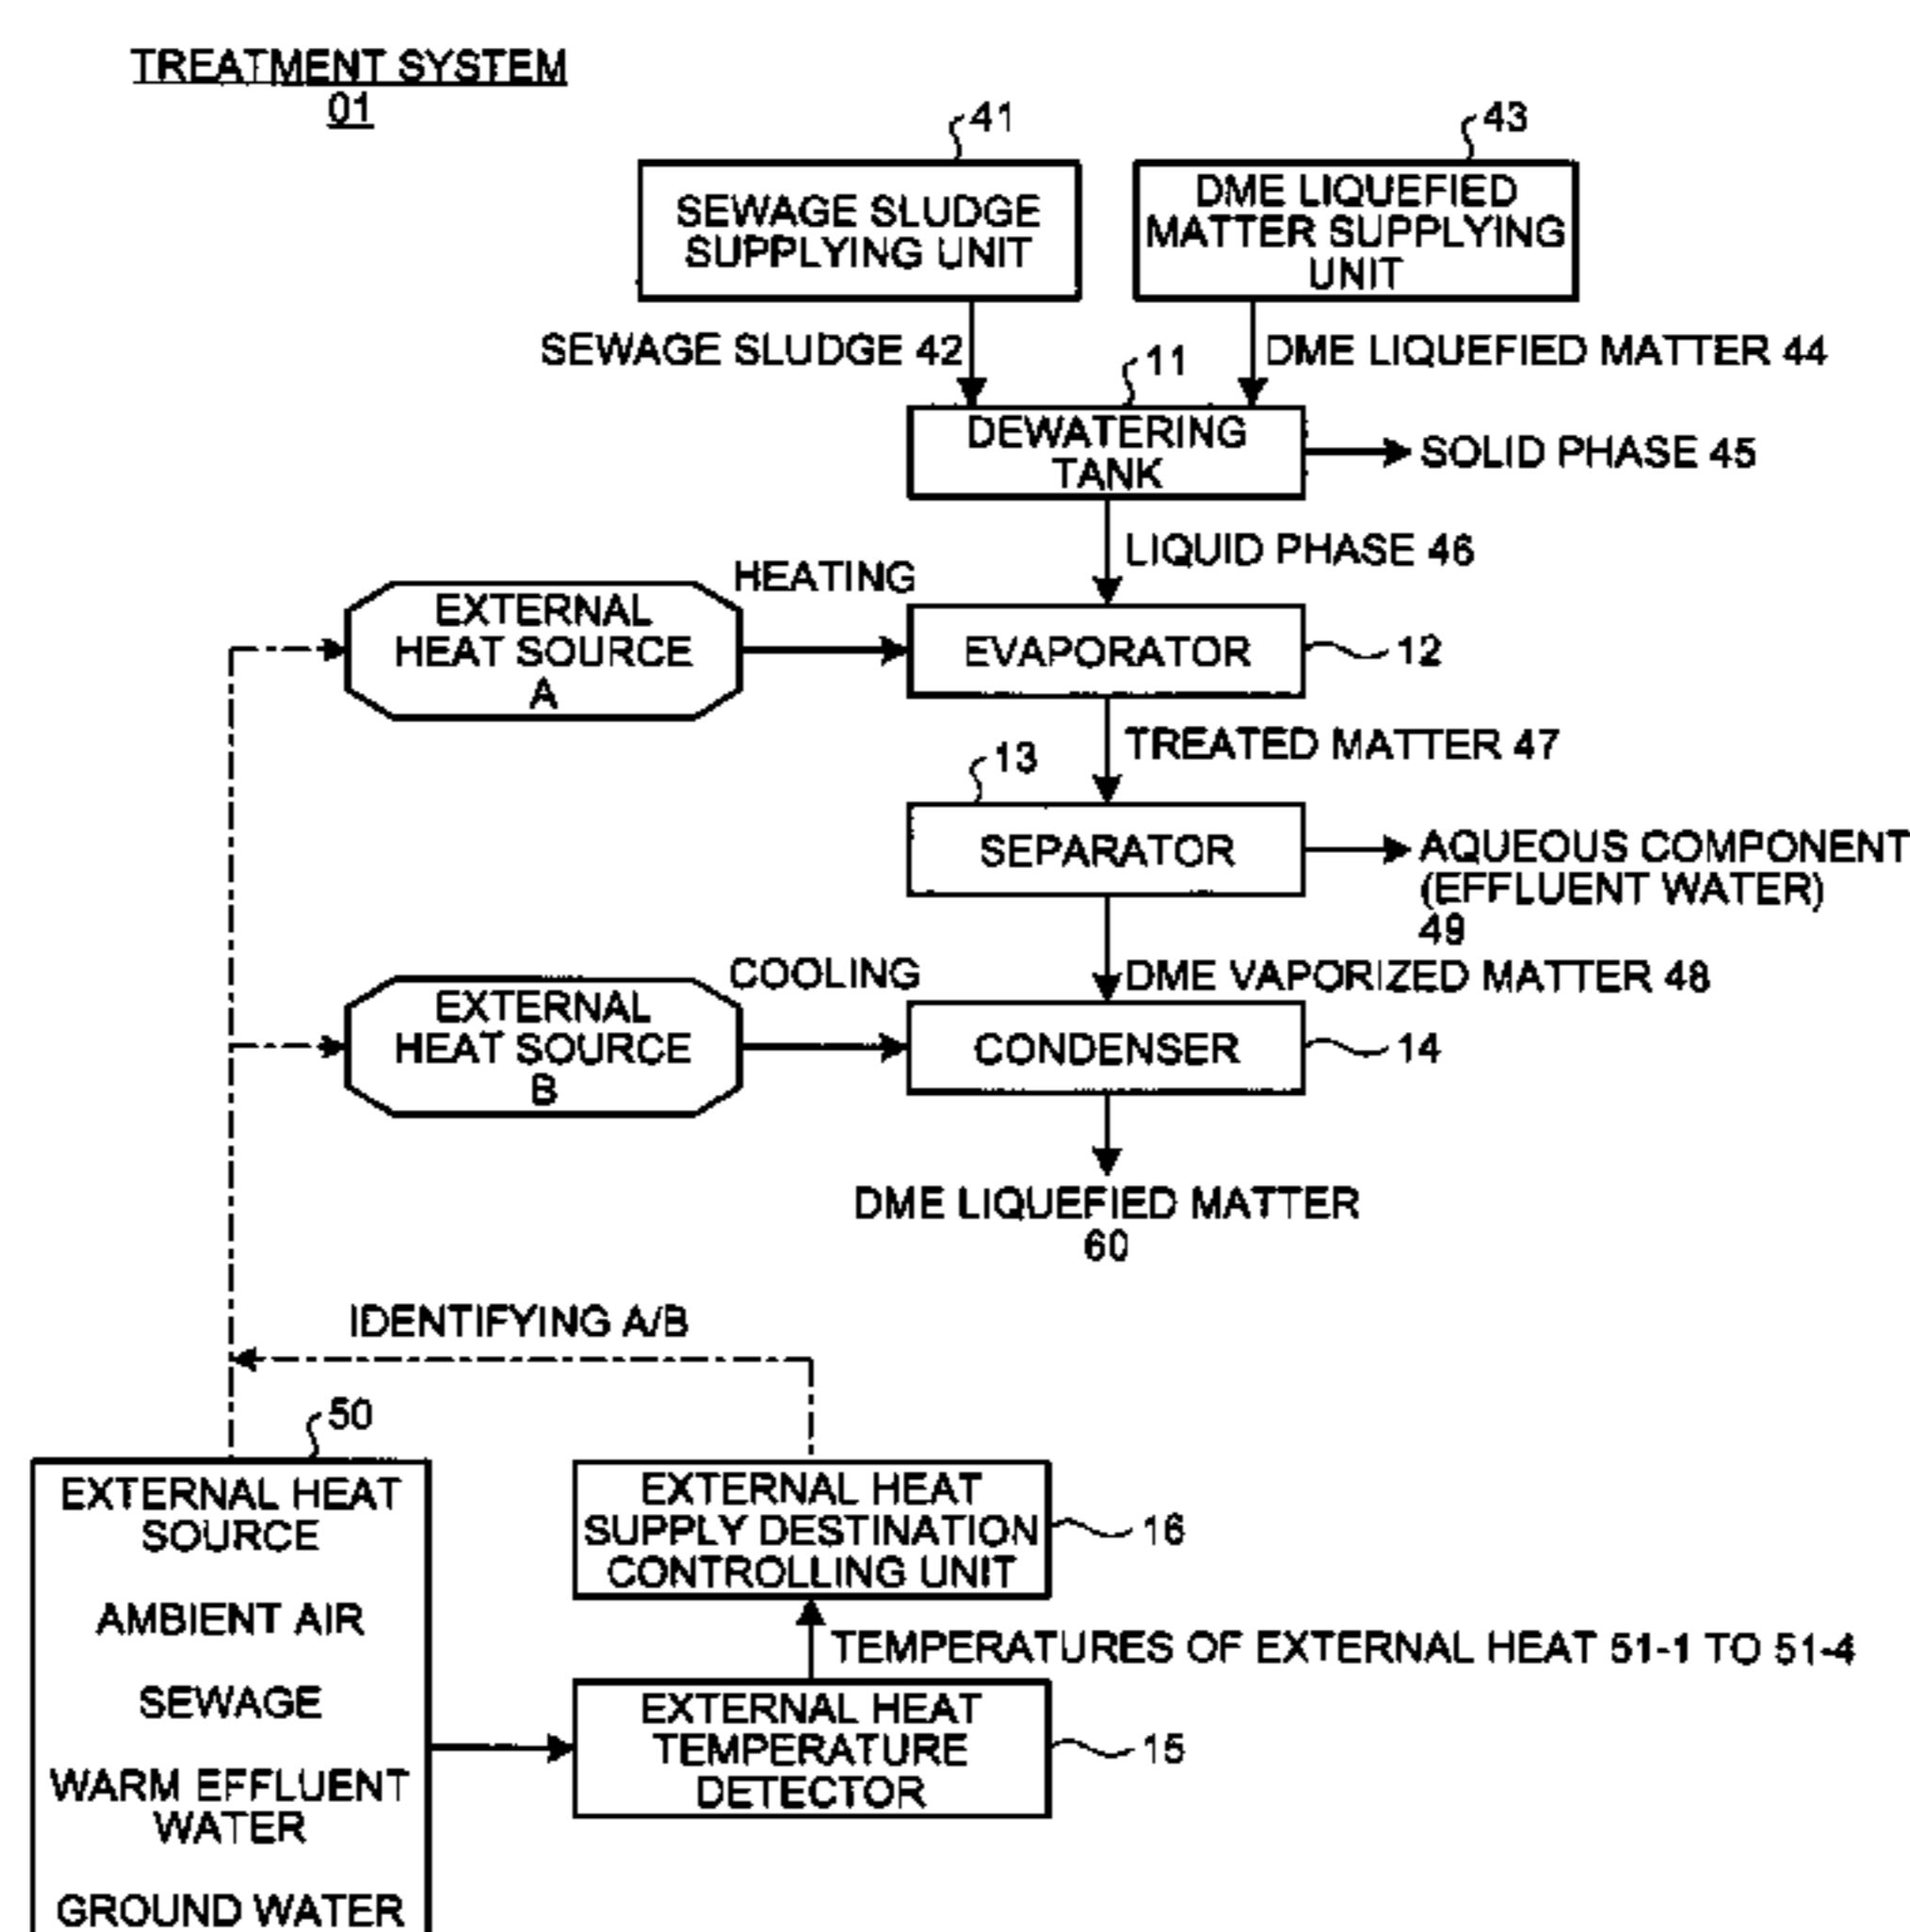 TREATMENT SYSTEM
01
41
43
SEWAGE SLUDGE
SUPPLYING UNIT
DME LIQUEFIED
MATTER SUPPLYING
UNIT
SEWAGE SLUDGE 42
DME LIQUEFIED MATTER 44
11
DEWATERING
TANK
SOLID PHASE 45
LIQUID PHASE 46
HEATING
EXTERNAL
HEAT SOURCE
A
EVAPORATOR
12
TREATED MATTER 47
13
SEPARATOR
AQUEOUS COMPONENT
(EFFLUENT WATER)
49
DME VAPORIZED MATTER 48
COOLING
EXTERNAL
HEAT SOURCE
B
CONDENSER
14
DME LIQUEFIED MATTER
60
IDENTIFYING A/B
50
EXTERNAL HEAT
SOURCE
AMBIENT AIR
SEWAGE
WARM EFFLUENT
WATER
GROUND WATER
EXTERNAL HEAT
SUPPLY DESTINATION
CONTROLLING UNIT
16
TEMPERATURES OF EXTERNAL HEAT 51-1 TO 51-4
EXTERNAL HEAT
TEMPERATURE
DETECTOR
15